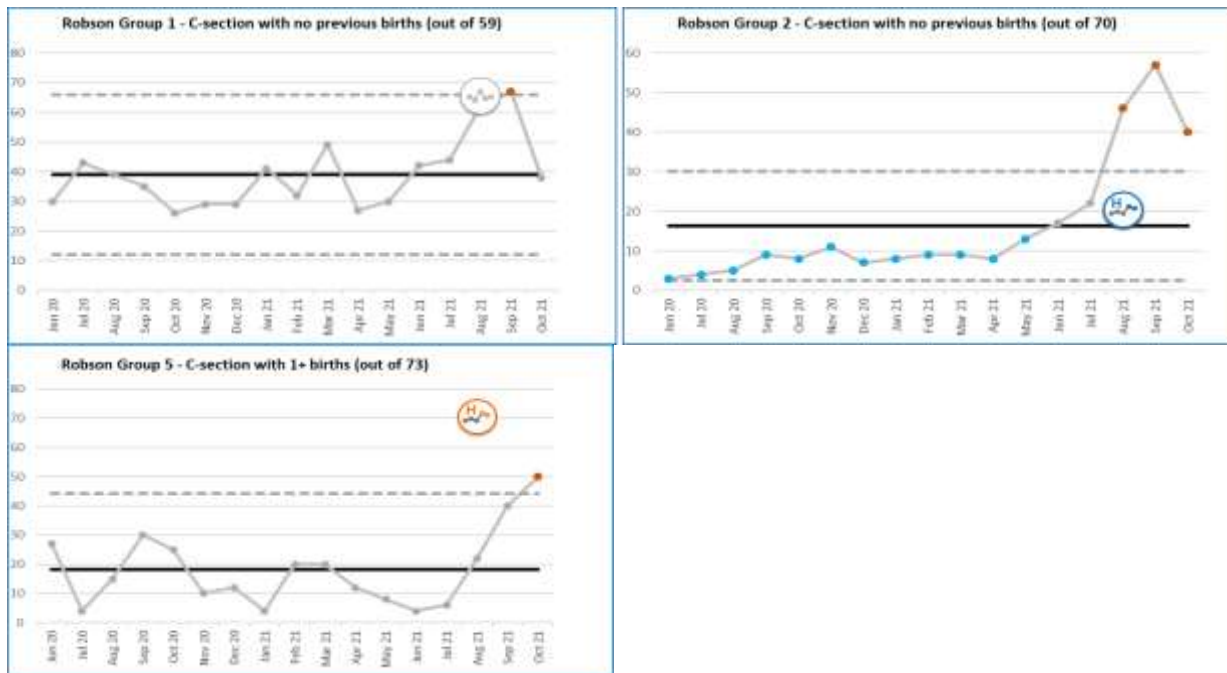 Robson Group 1 - C-section with no previous births (out of 59)
80
70
60
50
40
30
20
10
0
Jun 20
Jul 20
Aug 20
Sep 20
Oct 20
Nov 20
Dec 20
Jan 21
Feb 21
Mar 21
Apr 21
May 21
Jun 21
Jul 21
Aug 21
Sep 21
Oct 21
Robson Group 2 - C-section with no previous births (out of 70)
60
50
40
30
20
10
0
Jun 20
Jul 20
Aug 20
Sep 20
Oct 20
Nov 20
Dec 20
Jan 21
Feb 21
Mar 21
Apr 21
May 21
Jun 21
Jul 21
Aug 21
Sep 21
Oct 21
H
Robson Group 5 - C-section with 1+ births (out of 73)
80
70
60
50
40
30
20
10
0
Jun 20
Jul 20
Aug 20
Sep 20
Oct 20
Nov 20
Dec 20
Jan 21
Feb 21
Mar 21
Apr 21
May 21
Jun 21
Jul 21
Aug 21
Sep 21
Oct 21
H